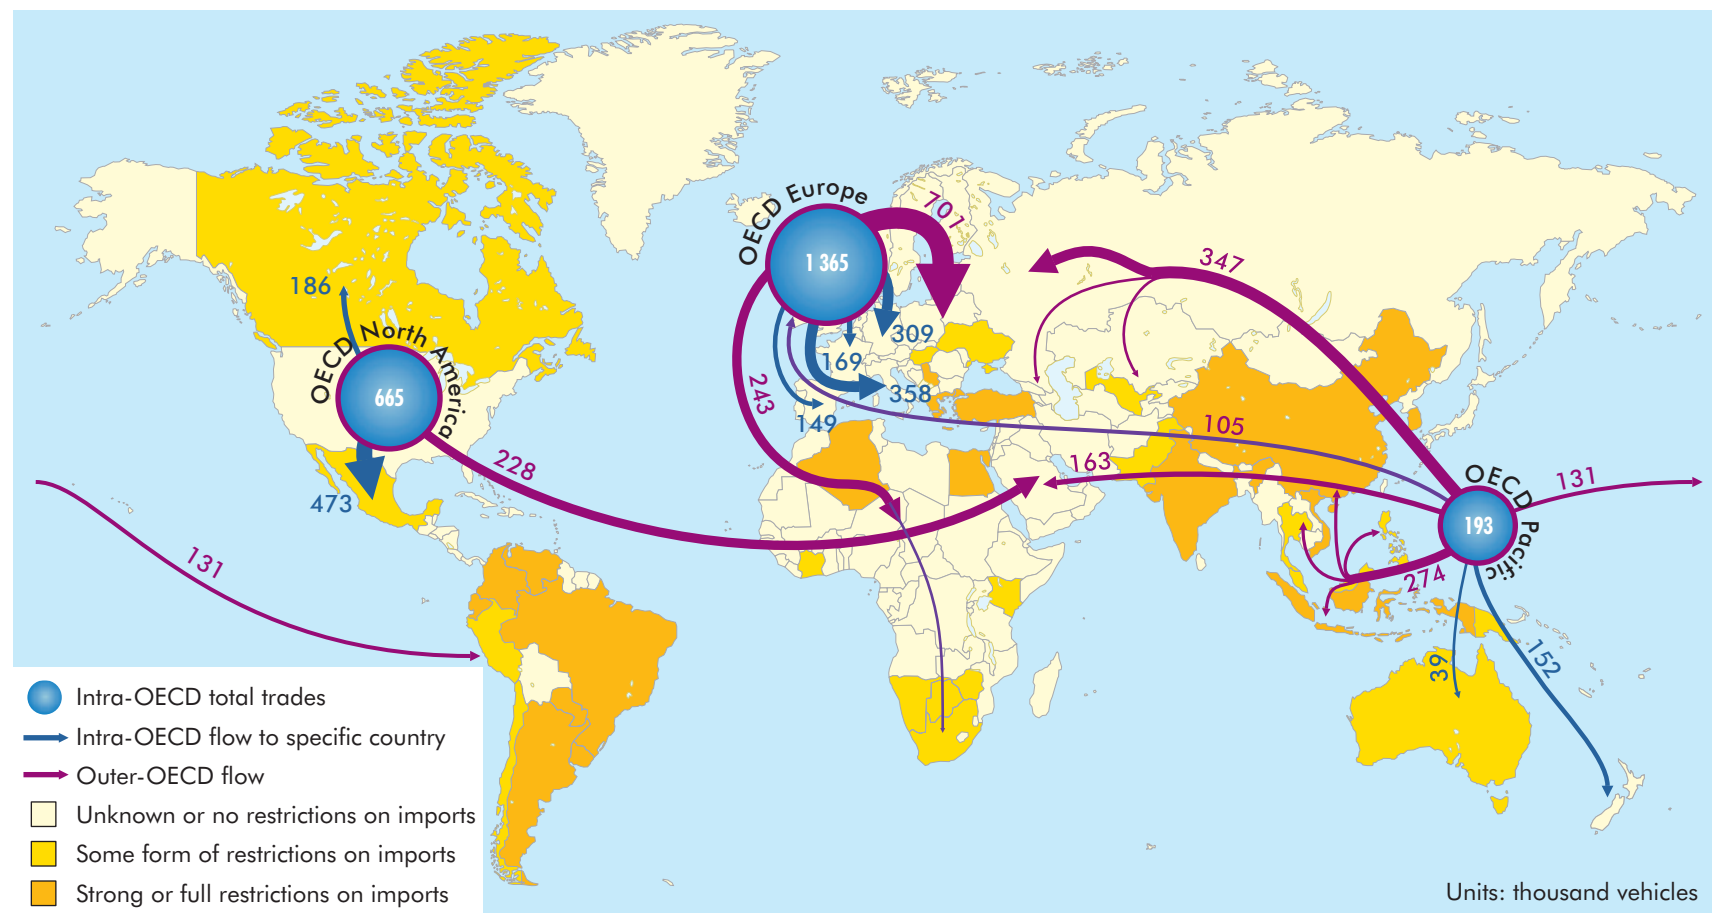 OECD Europe
701
1 365
347
186
309
OECD North America
169
358
665
243
149
105
228
163
OECD Pacific
131
473
193
131
274
39
152
Intra-OECD total trades
Intra-OECD flow to specific country
Outer-OECD flow
Unknown or no restrictions on imports
Some form of restrictions on imports
Strong or full restrictions on imports
Units: thousand vehicles